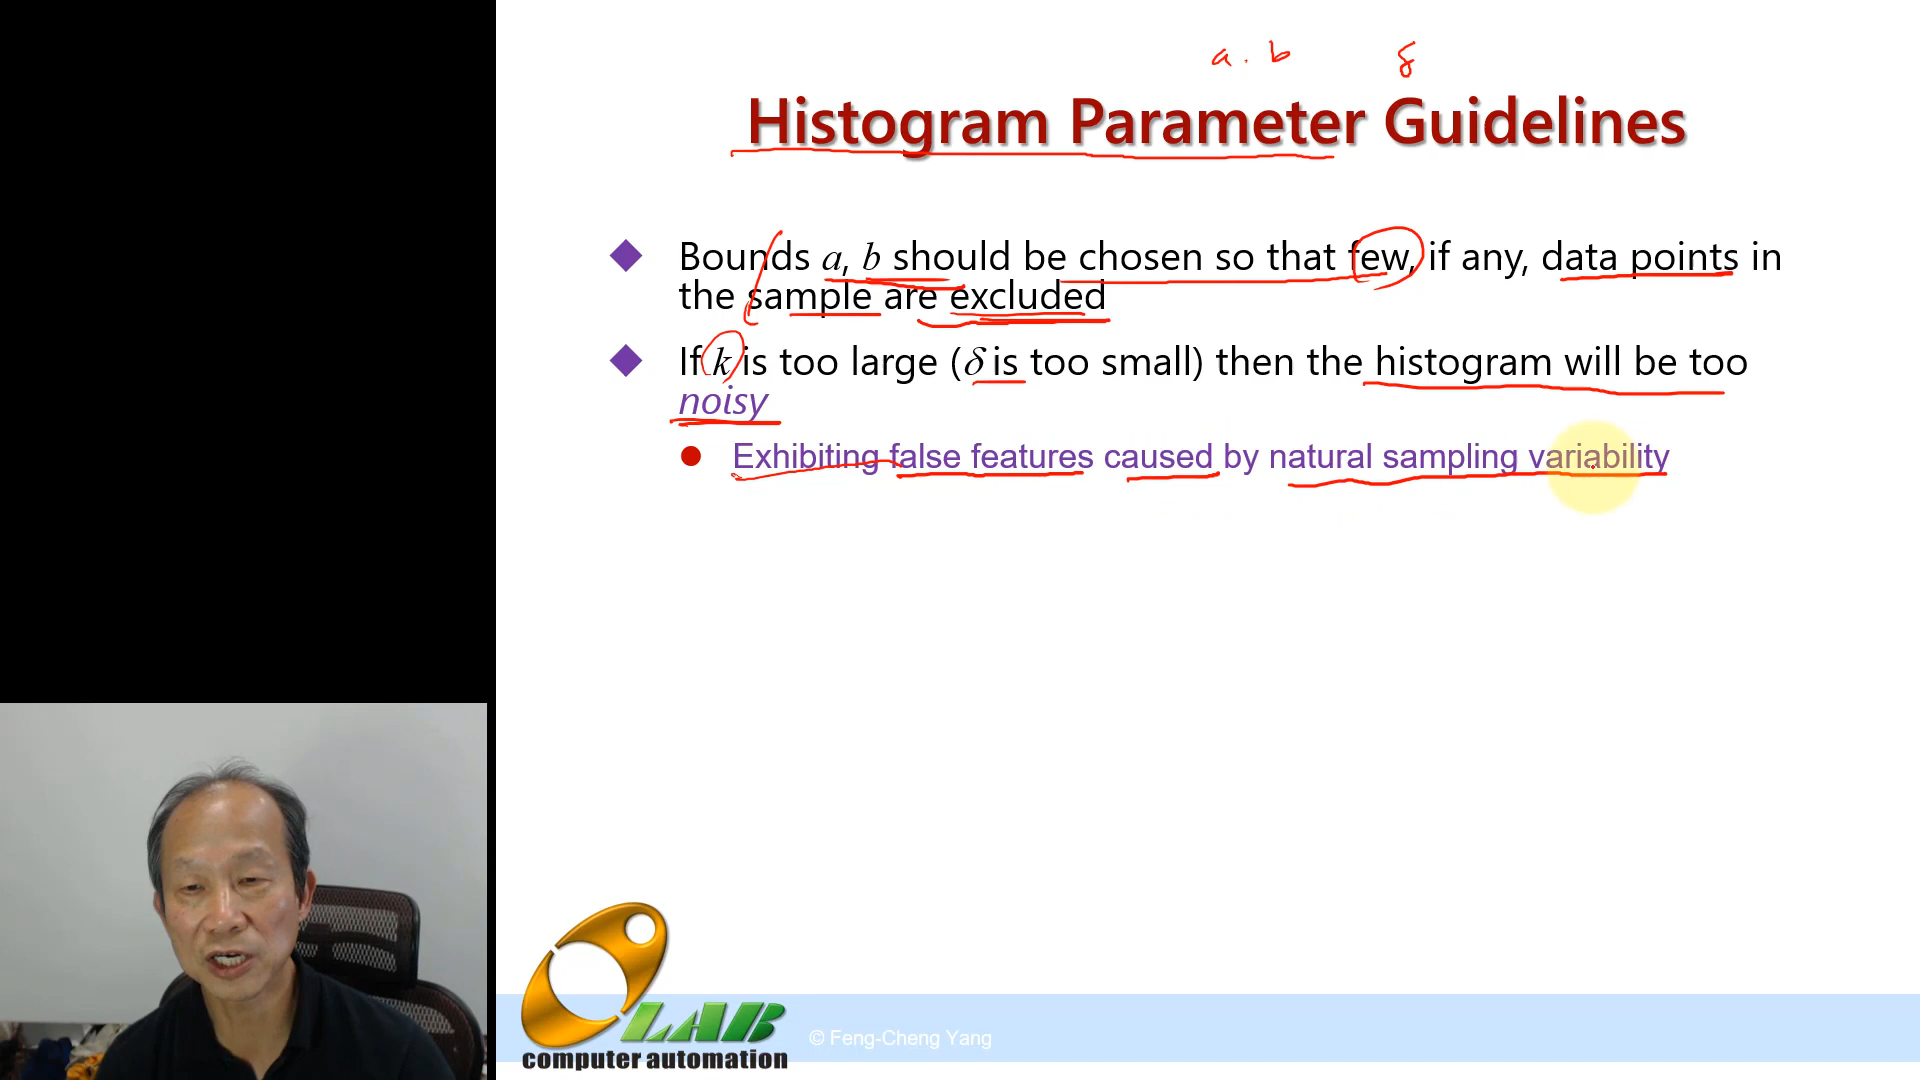 a . b δ
Histogram Parameter Guidelines
Bounds a, b should be chosen so that few, if any, data points in
the sample are excluded
If k is too large (δ is too small) then the histogram will be too
noisy
Exhibiting false features caused by natural sampling variability
LAB
computer automation
© Feng-Cheng Yang